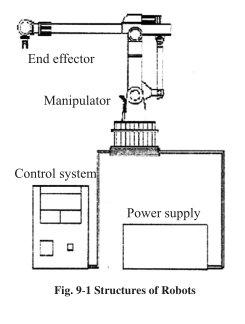 End effector
Manipulator
Control system
Power supply
Fig. 9-1 Structures of Robots